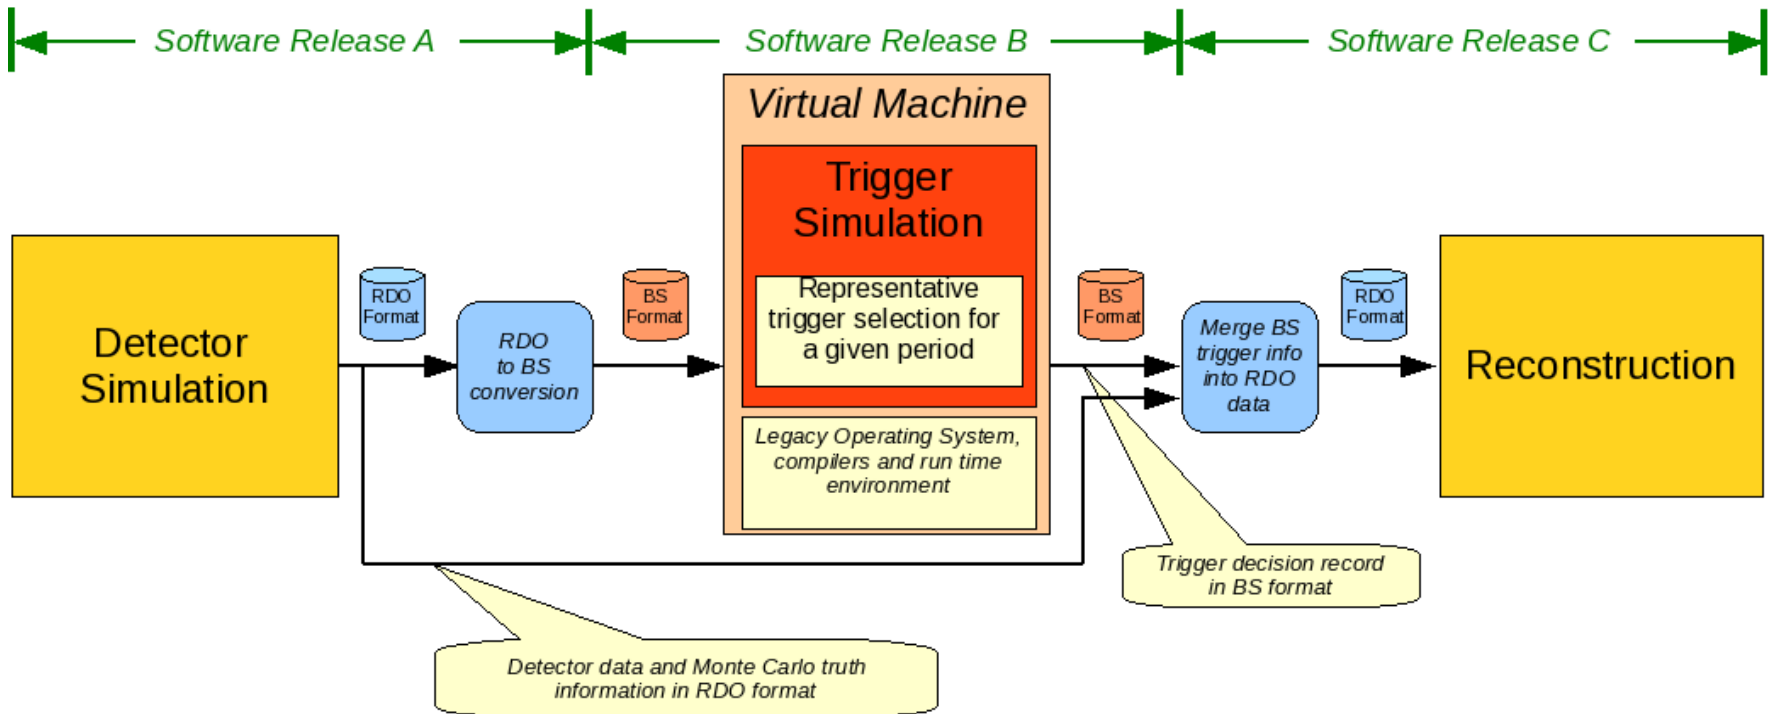 Software Release A
Software Release B
Software Release C
Virtual Machine
Trigger
Simulation
Representative
trigger selection for
a given period
Legacy Operating System,
compilers and run time
environment
Detector
Simulation
RDO
Format
RDO
to BS
conversion
BS
Format
BS
Format
Merge BS
trigger info
into RDO
data
RDO
Format
Reconstruction
Trigger decision record
in BS format
Detector data and Monte Carlo truth
information in RDO format